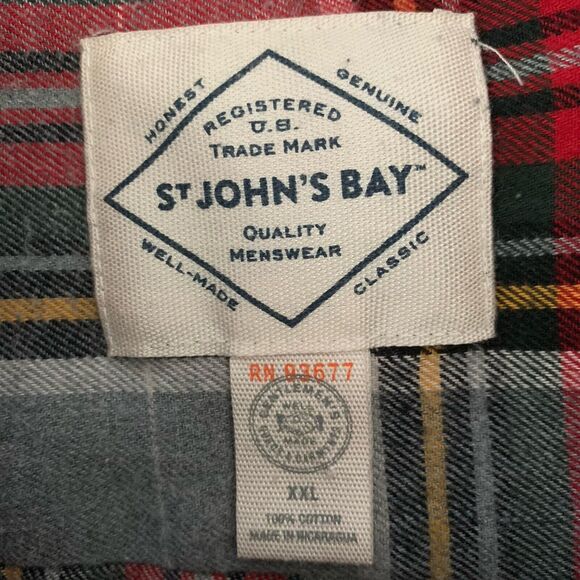 HONEST
GENUINE
REGISTERED
U.S.
TRADE MARK
ST JOHN'S BAY™
QUALITY
MENSWEAR
WELL-MADE
CLASSIC
RN 93677
GENTLEMEN'S
XXL
100% COTTON
MADE IN NICARAGUA